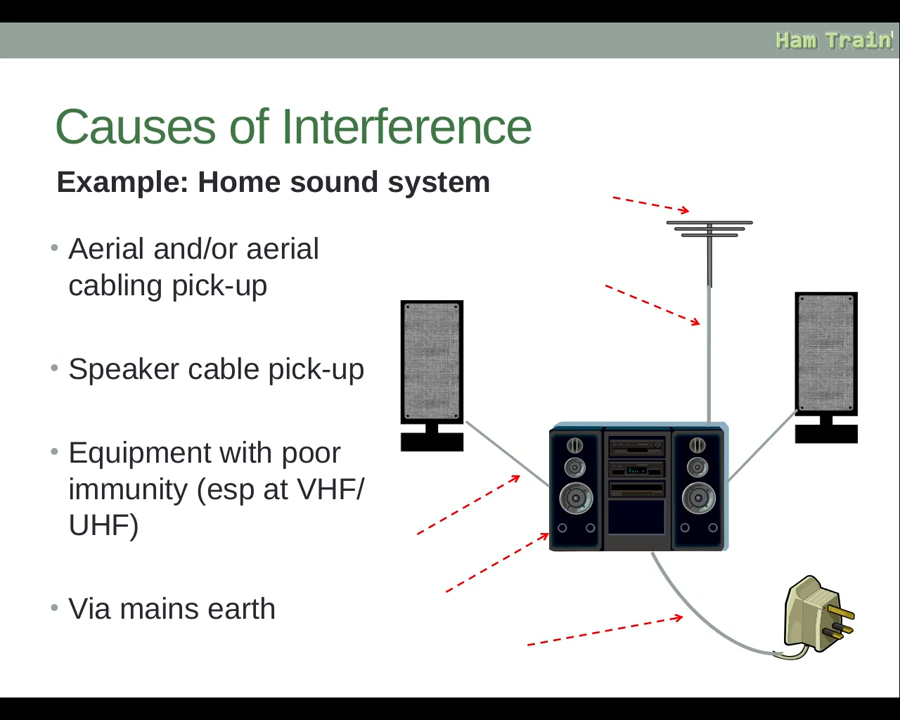 Ham Train
Causes of Interference
Example: Home sound system
• Aerial and/or aerial
cabling pick-up
• Speaker cable pick-up
• Equipment with poor
immunity (esp at VHF/
UHF)
• Via mains earth